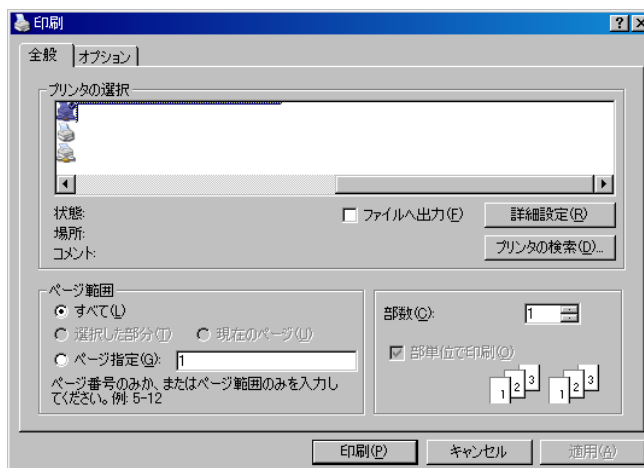 印刷
全般 オプション
プリンタの選択
状態:
ファイルへ出力(F) 詳細設定(R)
場所:
コメント:
プリンタの検索(D)...
ページ範囲
すべて(L)
選択した部分(T) 現在のページ(U)
ページ指定(G): 1
ページ番号のみか、またはページ範囲のみを入力し
てください。例: 5-12
部数(C): 1
部単位で印刷(O)
1 2 3 1 2 3
印刷(P) キャンセル 適用(A)